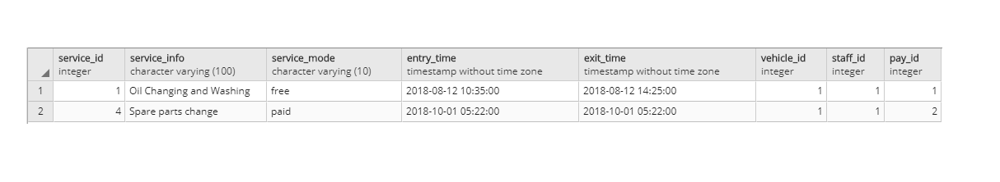 service_id service_info service_mode entry_time exit_time vehicle_id staff_id pay_id
integer character varying (100) character varying (10) timestamp without time zone timestamp without time zone integer integer integer
1 1 Oil Changing and Washing free 2018-08-12 10:35:00 2018-08-12 14:25:00 1 1 1
2 4 Spare parts change paid 2018-10-01 05:22:00 2018-10-01 05:22:00 1 1 2